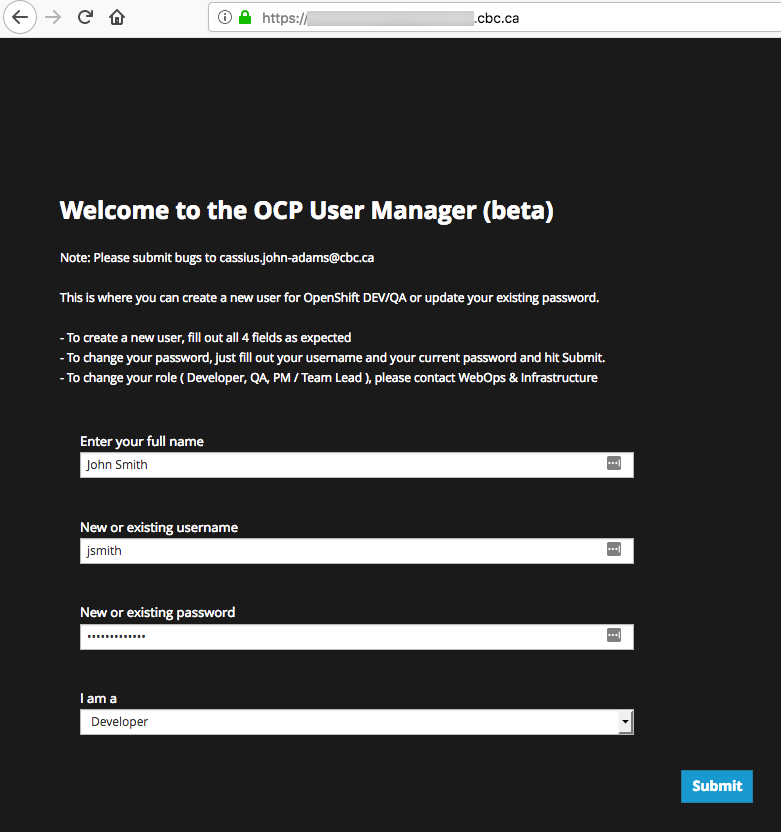 https:// .cbc.ca
Welcome to the OCP User Manager (beta)
Note: Please submit bugs to cassius.john-adams@cbc.ca
This is where you can create a new user for OpenShift DEV/QA or update your existing password.
- To create a new user, fill out all 4 fields as expected
- To change your password, just fill out your username and your current password and hit Submit.
- To change your role ( Developer, QA, PM / Team Lead ), please contact WebOps & Infrastructure
Enter your full name
John Smith
New or existing username
jsmith
New or existing password
•••••••••••••
I am a
Developer
Submit